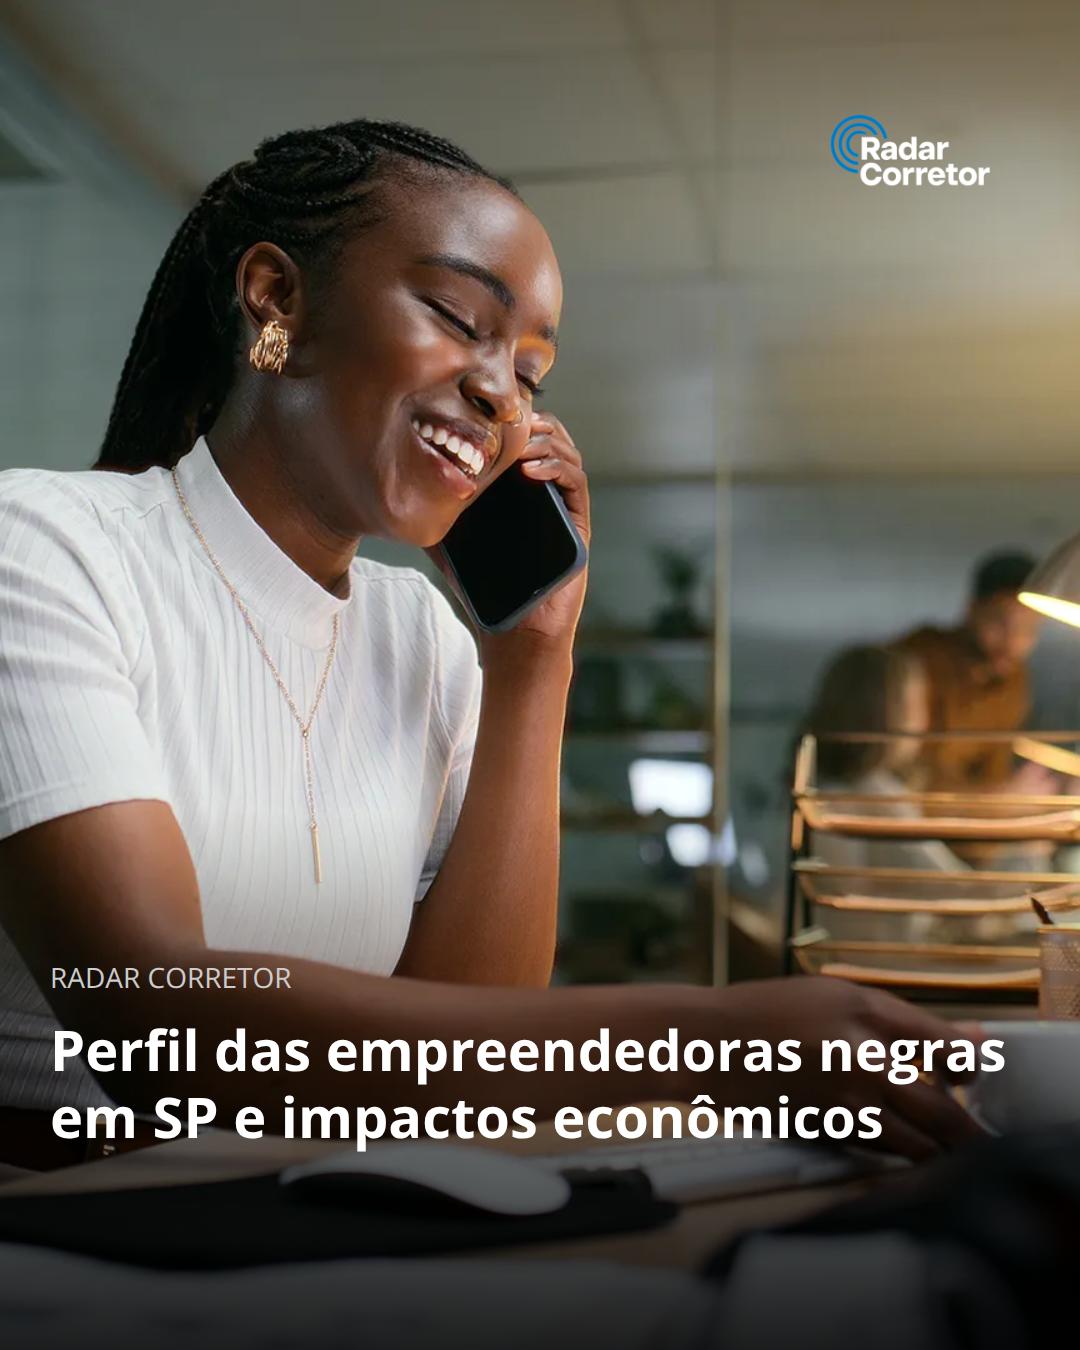 Radar
Corretor
RADAR CORRETOR
Perfil das empreendedoras negras
em SP e impactos econômicos